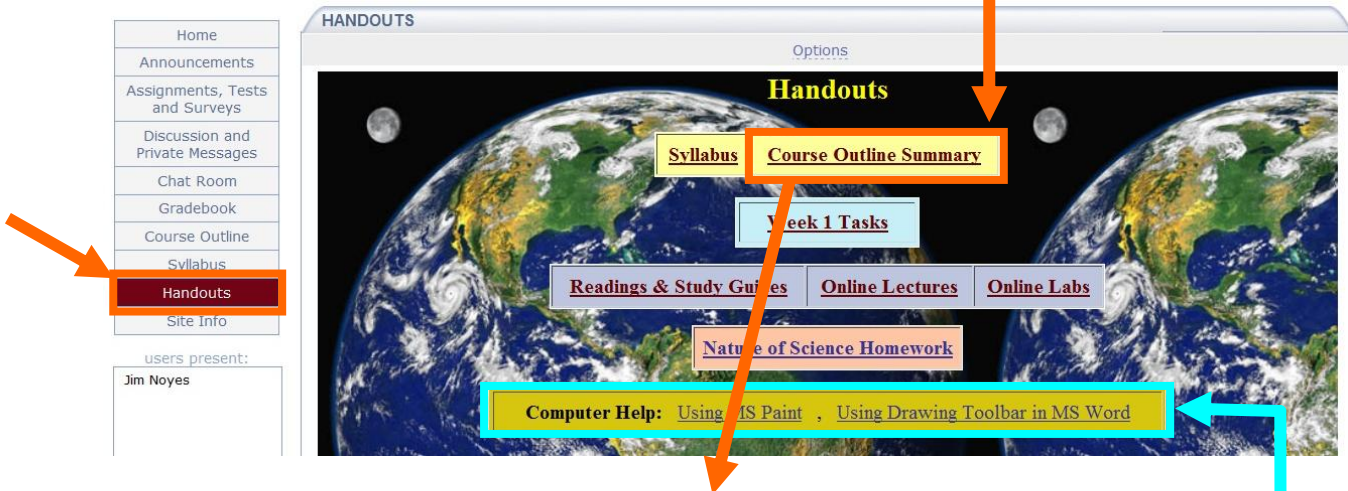 HANDOUTS
Options
Home
Announcements
Assignments, Tests
and Surveys
Discussion and
Private Messages
Chat Room
Gradebook
Course Outline
Syllabus
Handouts
Site Info
users present:
Jim Noyes
Handouts
Syllabus Course Outline Summary
Week 1 Tasks
Readings & Study Guides Online Lectures Online Labs
Nature of Science Homework
Computer Help: Using MS Paint , Using Drawing Toolbar in MS Word